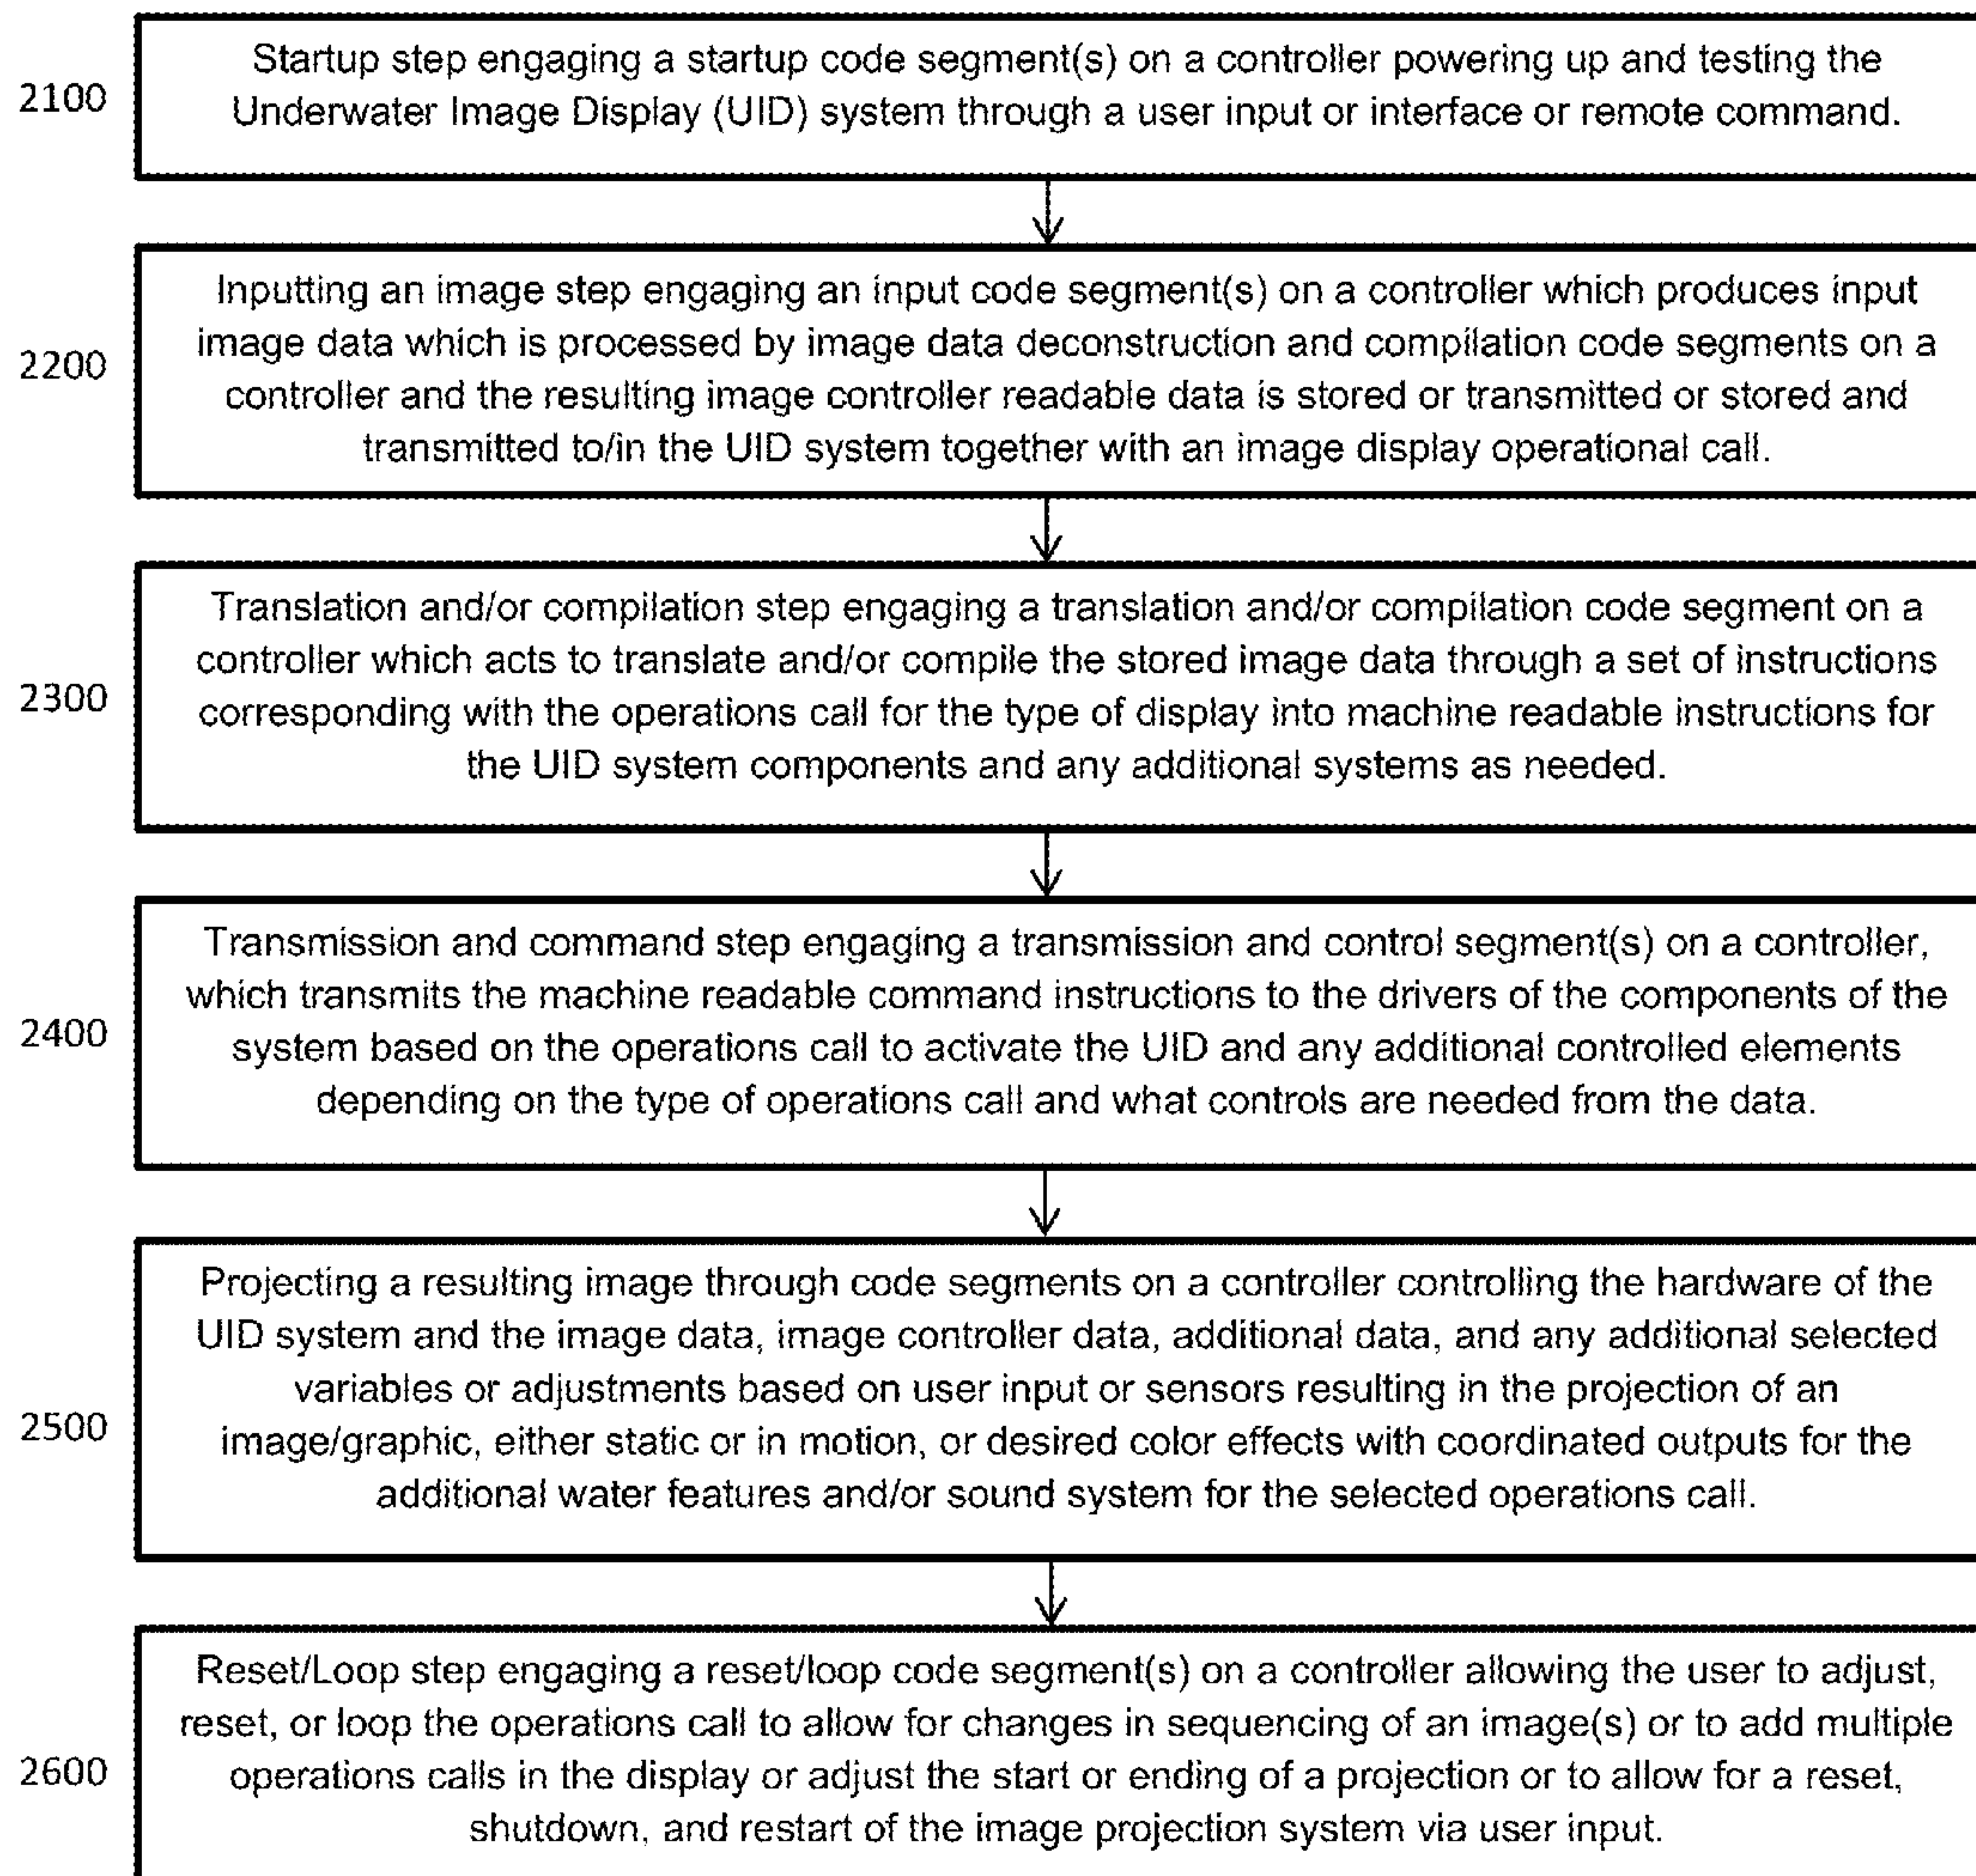 2100
Startup step engaging a startup code segment(s) on a controller powering up and testing the
Underwater Image Display (UID) system through a user input or interface or remote command.
2200
Inputting an image step engaging an input code segment(s) on a controller which produces input
image data which is processed by image data deconstruction and compilation code segments on a
controller and the resulting image controller readable data is stored or transmitted or stored and
transmitted to/in the UID system together with an image display operational call.
2300
Translation and/or compilation step engaging a translation and/or compilation code segment on a
controller which acts to translate and/or compile the stored image data through a set of instructions
corresponding with the operations call for the type of display into machine readable instructions for
the UID system components and any additional systems as needed.
2400
Transmission and command step engaging a transmission and control segment(s) on a controller,
which transmits the machine readable command instructions to the drivers of the components of the
system based on the operations call to activate the UID and any additional controlled elements
depending on the type of operations call and what controls are needed from the data.
2500
Projecting a resulting image through code segments on a controller controlling the hardware of the
UID system and the image data, image controller data, additional data, and any additional selected
variables or adjustments based on user input or sensors resulting in the projection of an
image/graphic, either static or in motion, or desired color effects with coordinated outputs for the
additional water features and/or sound system for the selected operations call.
2600
Reset/Loop step engaging a reset/loop code segment(s) on a controller allowing the user to adjust,
reset, or loop the operations call to allow for changes in sequencing of an image(s) or to add multiple
operations calls in the display or adjust the start or ending of a projection or to allow for a reset,
shutdown, and restart of the image projection system via user input.